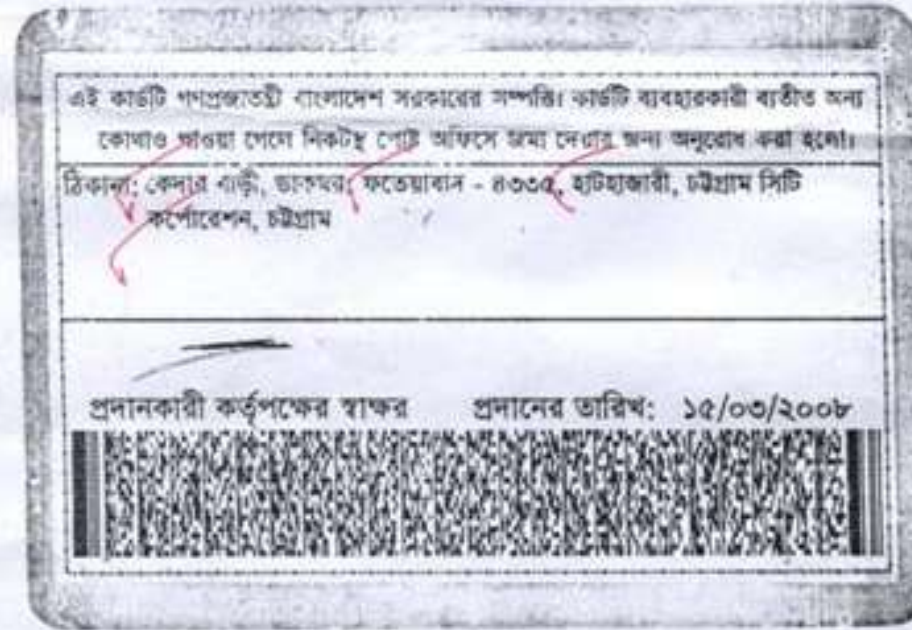 এই কার্ডটি গণপ্রজাতন্ত্রী বাংলাদেশ সরকারের সম্পত্তি। কার্ডটি ব্যবহারকারী ব্যতীত অন্য
কোথাও পাওয়া গেলে নিকটস্থ পোষ্ট অফিসে জমা দেবার জন্য অনুরোধ করা হলো।
ঠিকানা: কেদার বাড়ী, ডাকঘর: ফতেয়াবাদ - ৪৩৩৫, হাটহাজারী, চট্টগ্রাম সিটি
কর্পোরেশন, চট্টগ্রাম
প্রদানকারী কর্তৃপক্ষের স্বাক্ষর প্রদানের তারিখ: ১৫/০৩/২০০৮